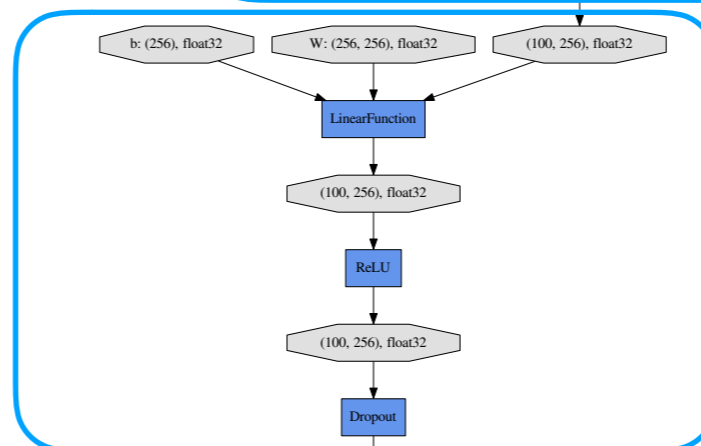 b: (256), float32
W: (256, 256), float32
(100, 256), float32
LinearFunction
(100, 256), float32
ReLU
(100, 256), float32
Dropout